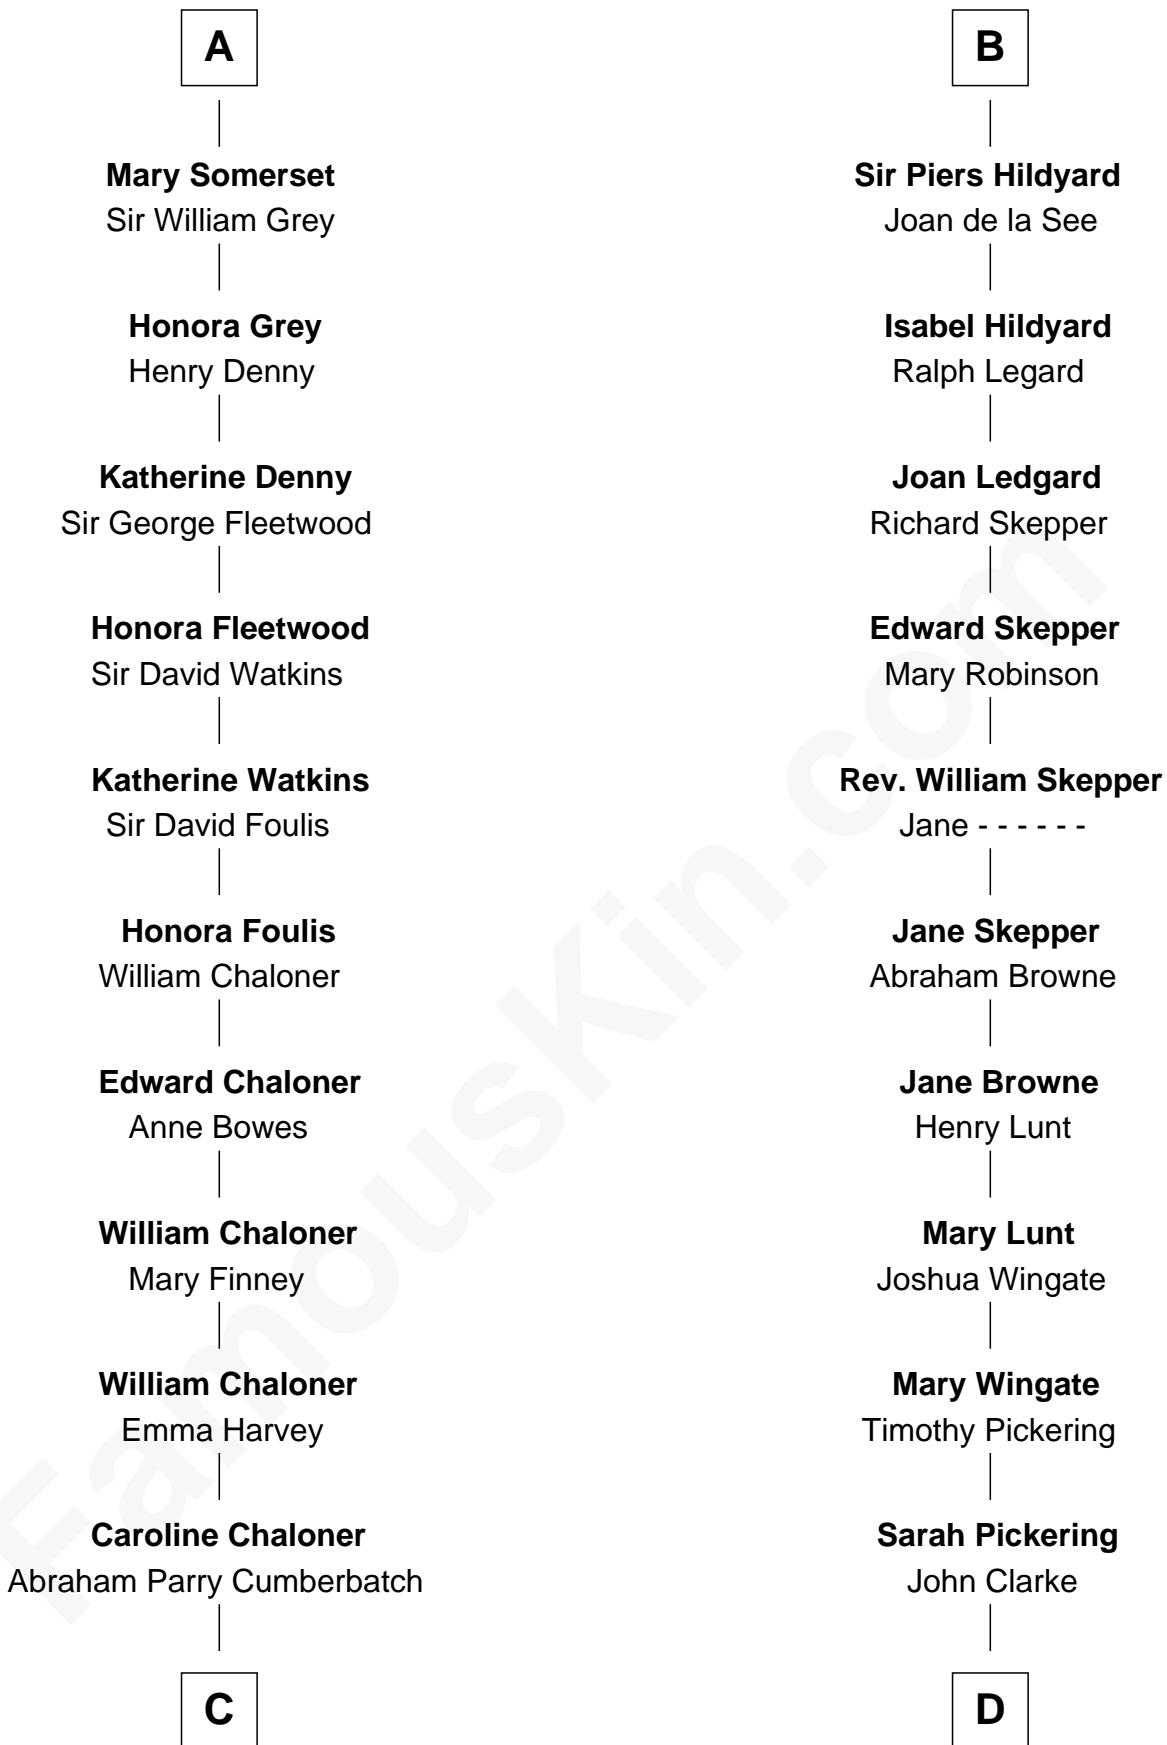 A
Mary Somerset
Sir William Grey
Honora Grey
Henry Denny
Katherine Denny
Sir George Fleetwood
Honora Fleetwood
Sir David Watkins
Katherine Watkins
Sir David Foulis
Honora Foulis
William Chaloner
Edward Chaloner
Anne Bowes
William Chaloner
Mary Finney
William Chaloner
Emma Harvey
Caroline Chaloner
Abraham Parry Cumberbatch
C
B
Sir Piers Hildyard
Joan de la See
Isabel Hildyard
Ralph Legard
Joan Ledgard
Richard Skepper
Edward Skepper
Mary Robinson
Rev. William Skepper
Jane - - - - - -
Jane Skepper
Abraham Browne
Jane Browne
Henry Lunt
Mary Lunt
Joshua Wingate
Mary Wingate
Timothy Pickering
Sarah Pickering
John Clarke
D
FamousKin.com